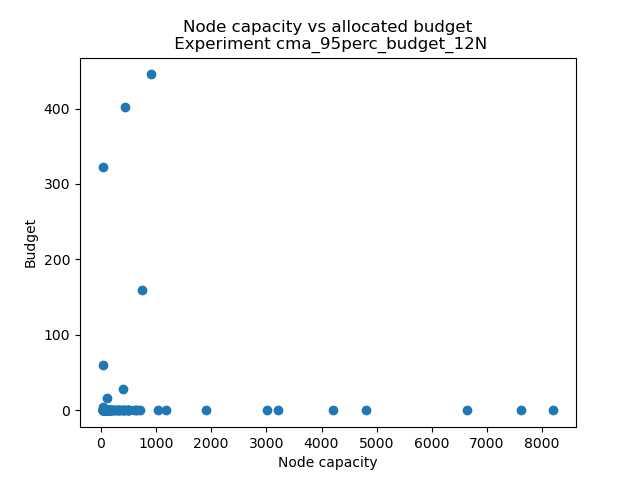 Node capacity vs allocated budget
Experiment cma_95perc_budget_12N
Budget
400
300
200
100
0
0 1000 2000 3000 4000 5000 6000 7000 8000
Node capacity